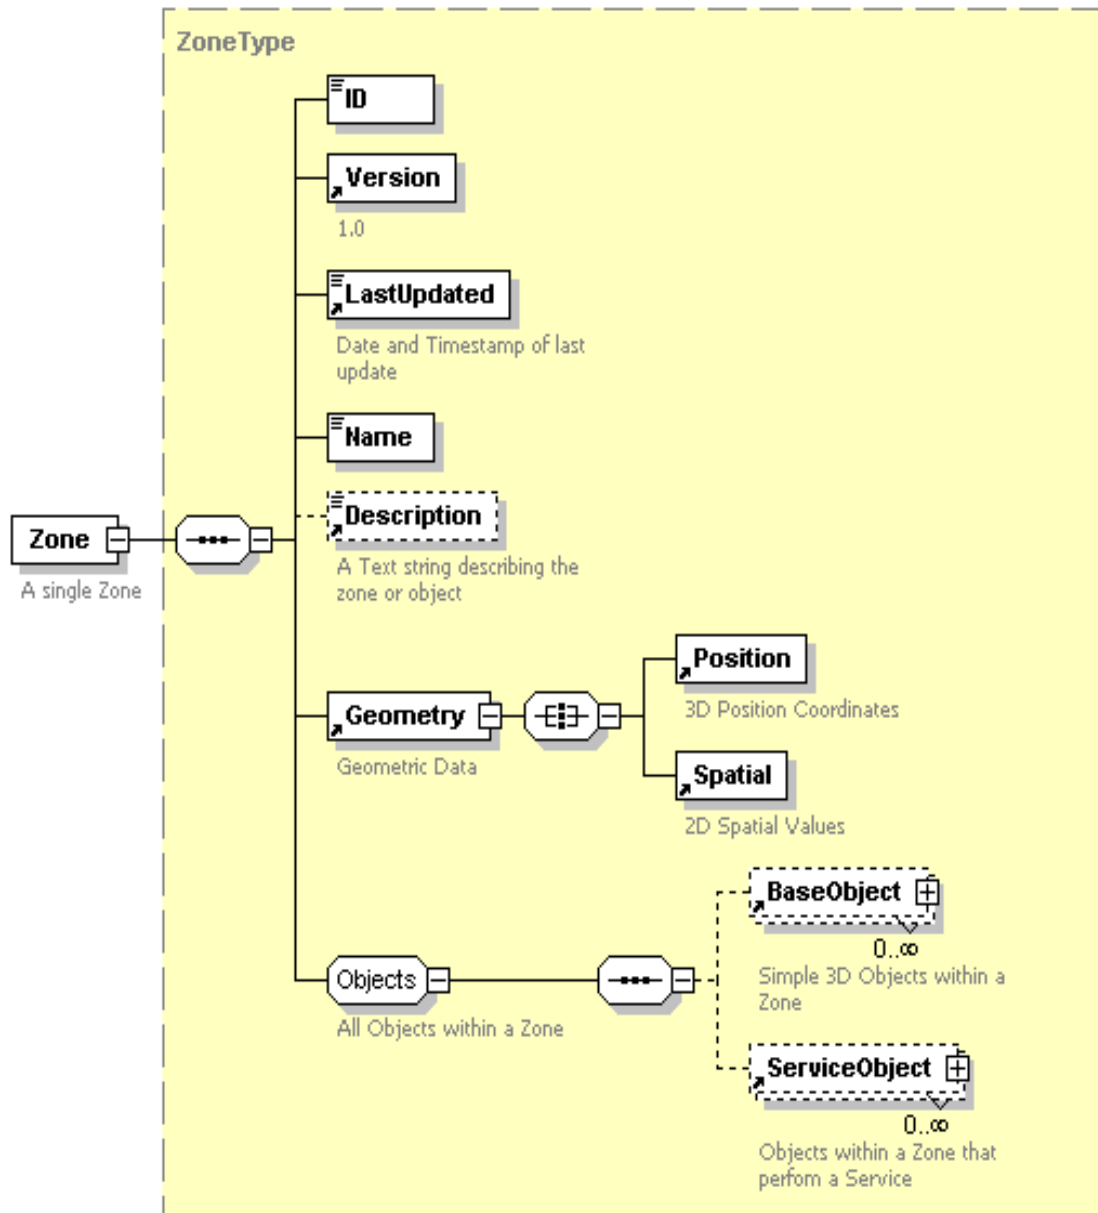 ZoneType
ID
Version
1.0
LastUpdated
Date and Timestamp of last
update
Name
Description
A Text string describing the
zone or object
Zone
A single Zone
Geometry
Geometric Data
Position
3D Position Coordinates
Spatial
2D Spatial Values
Objects
All Objects within a Zone
BaseObject
0..∞
Simple 3D Objects within a
Zone
ServiceObject
0..∞
Objects within a Zone that
perfom a Service